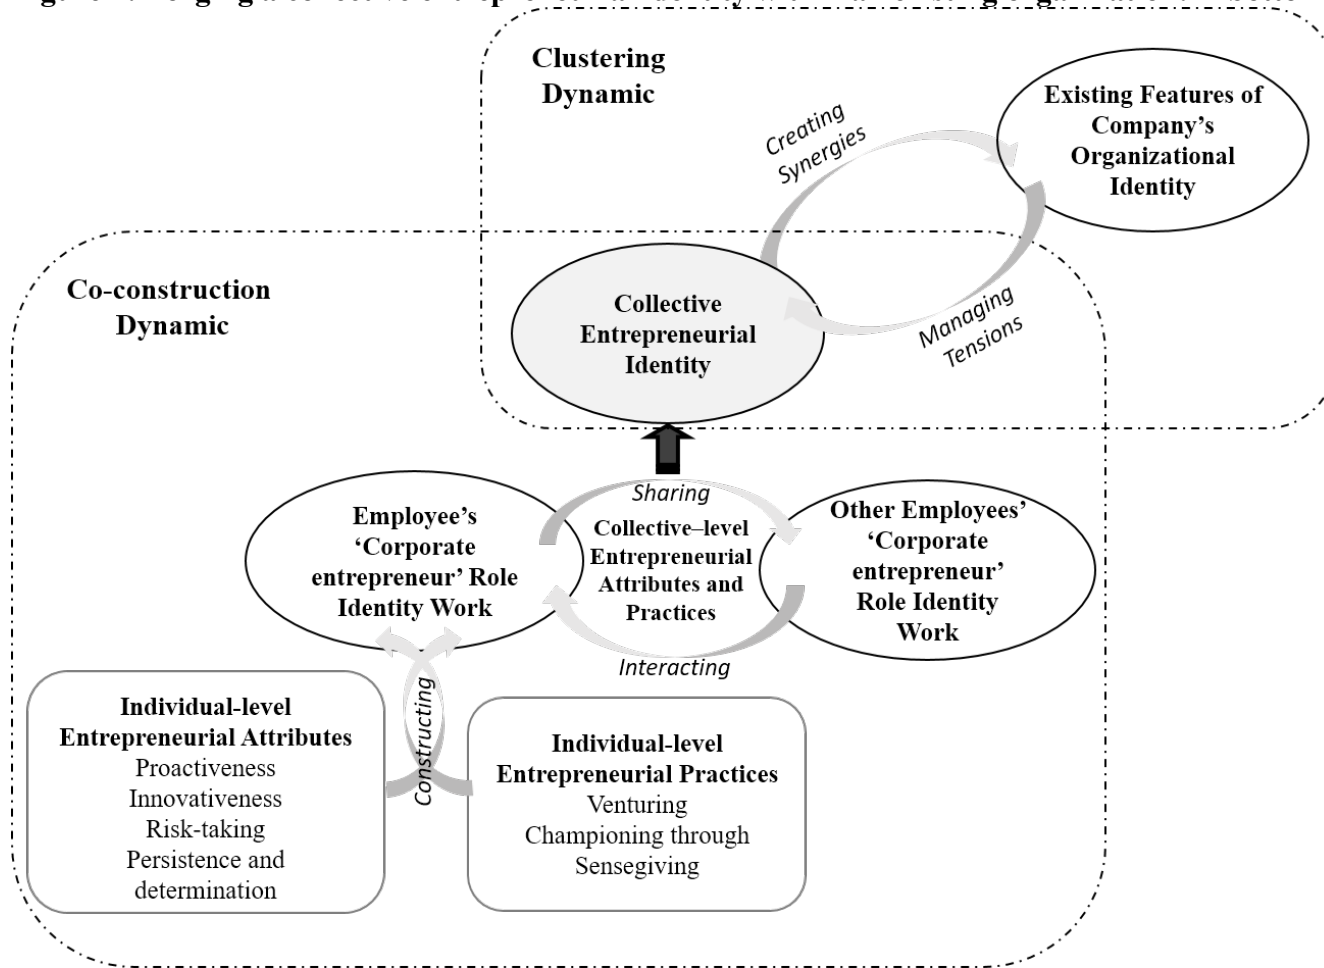 Clustering
Dynamic
Existing Features of
Company’s
Organizational
Identity
Creating
Synergies
Managing
Tensions
Co-construction
Dynamic
Collective
Entrepreneurial
Identity
Employee’s
‘Corporate
entrepreneur’ Role
Identity Work
Sharing
Collective–level
Entrepreneurial
Attributes and
Practices
Interacting
Other Employees’
‘Corporate
entrepreneur’
Role Identity
Work
Constructing
Individual-level
Entrepreneurial Attributes
Proactiveness
Innovativeness
Risk-taking
Persistence and
determination
Individual-level
Entrepreneurial Practices
Venturing
Championing through
Sensegiving